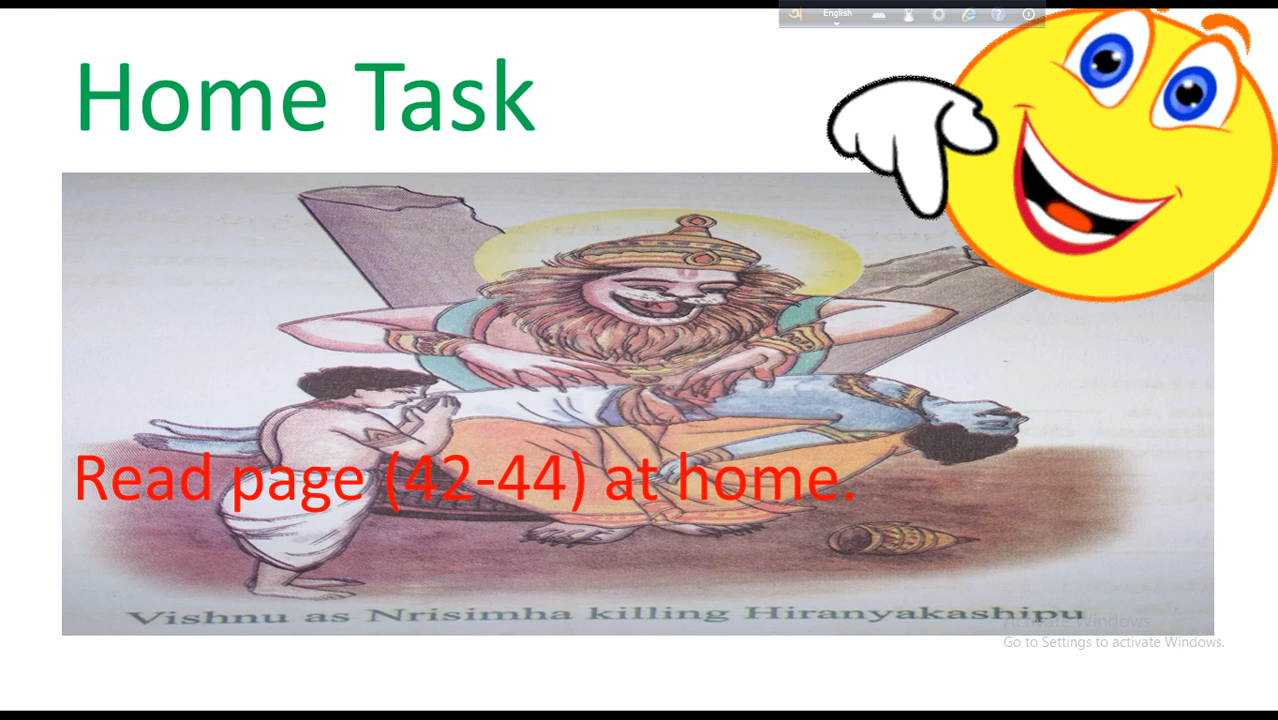 অ English
Home Task
Read page (42-44) at home.
Vishnu as Nrisimha killing Hiranyakashipu
Activate Windows
Go to Settings to activate Windows.